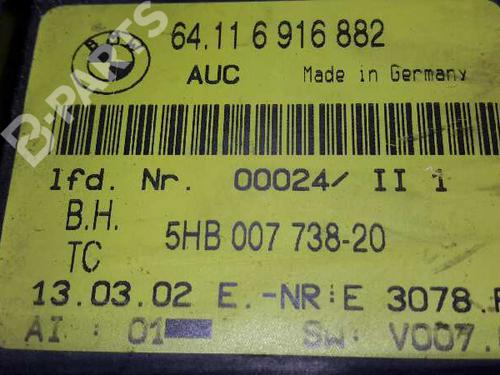 BMW 64.11 6 916 882
AUC Made in Germany
B-PARTS
lfd. Nr. 00024/ II 1
B.H.
TC 5HB 007 738-20
13.03.02 E.-NR:E 3078.
AI : 01 SW: V007.